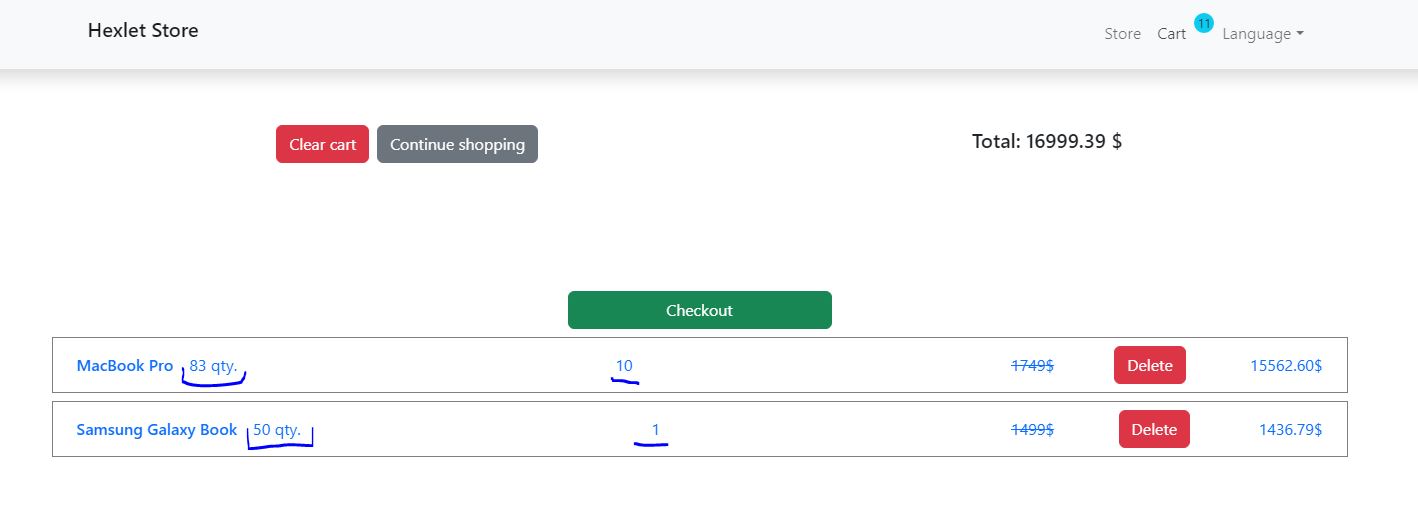 Hexlet Store Store Cart 11 Language
Clear cart Continue shopping Total: 16999.39 $
Checkout
MacBook Pro 83 qty. 10 1749$ Delete 15562.60$
Samsung Galaxy Book 50 qty. 1 1499$ Delete 1436.79$